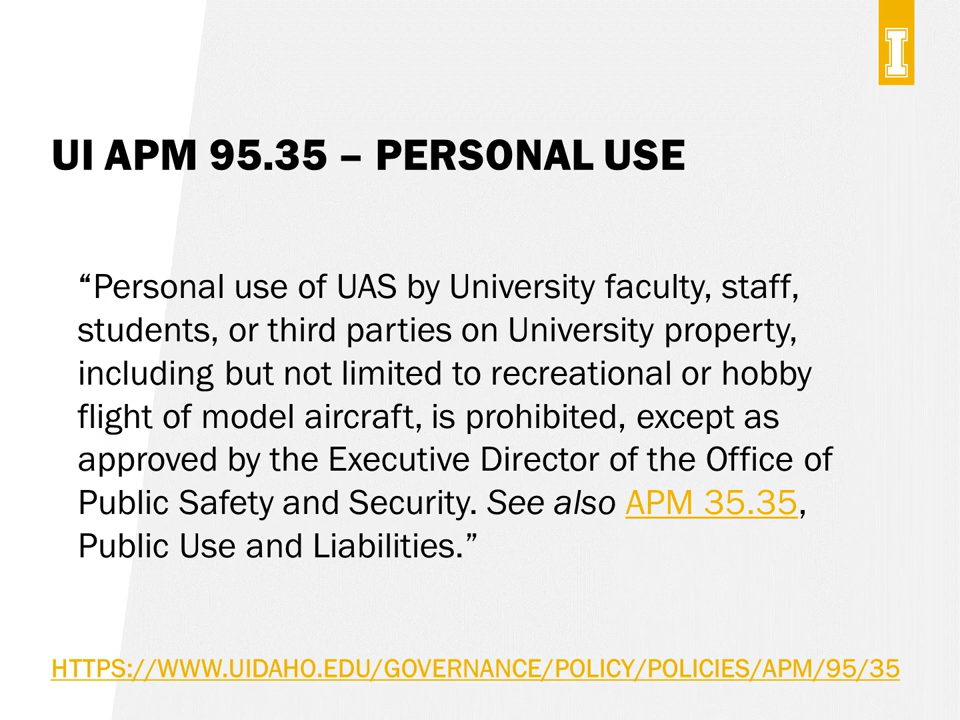 I
UI APM 95.35 – PERSONAL USE
“Personal use of UAS by University faculty, staff,
students, or third parties on University property,
including but not limited to recreational or hobby
flight of model aircraft, is prohibited, except as
approved by the Executive Director of the Office of
Public Safety and Security. See also APM 35.35,
Public Use and Liabilities.”
HTTPS://WWW.UIDAHO.EDU/GOVERNANCE/POLICY/POLICIES/APM/95/35